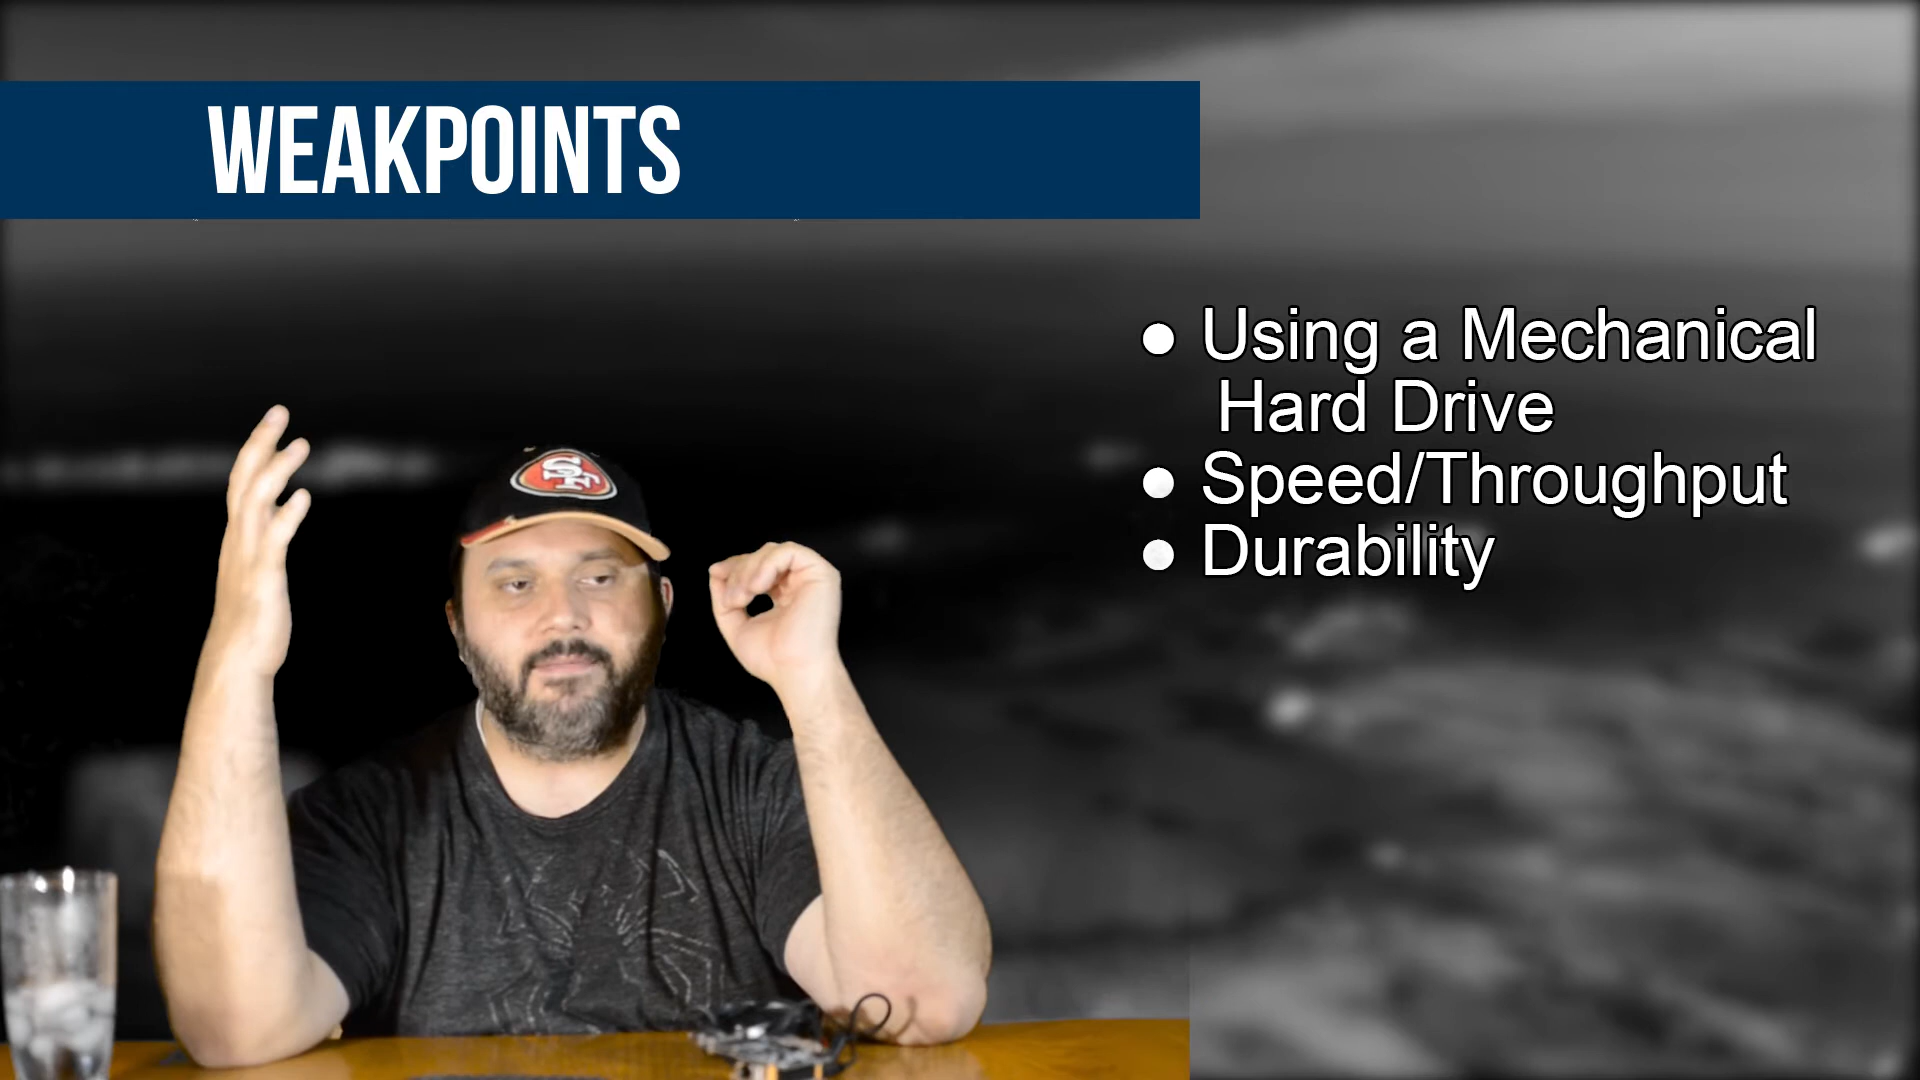 WEAKPOINTS
SF
● Using a Mechanical
Hard Drive
● Speed/Throughput
● Durability